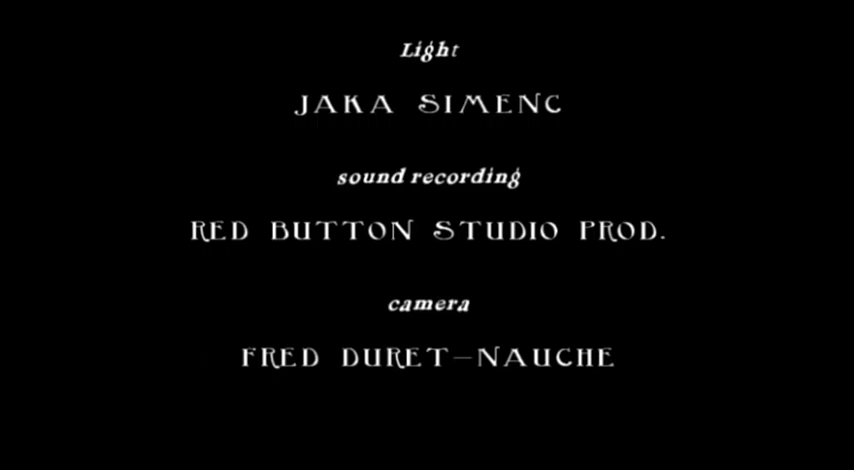 Light
JAKA SIMENC
sound recording
RED BUTTON STUDIO PROD.
camera
FRED DURET-NAUCHE